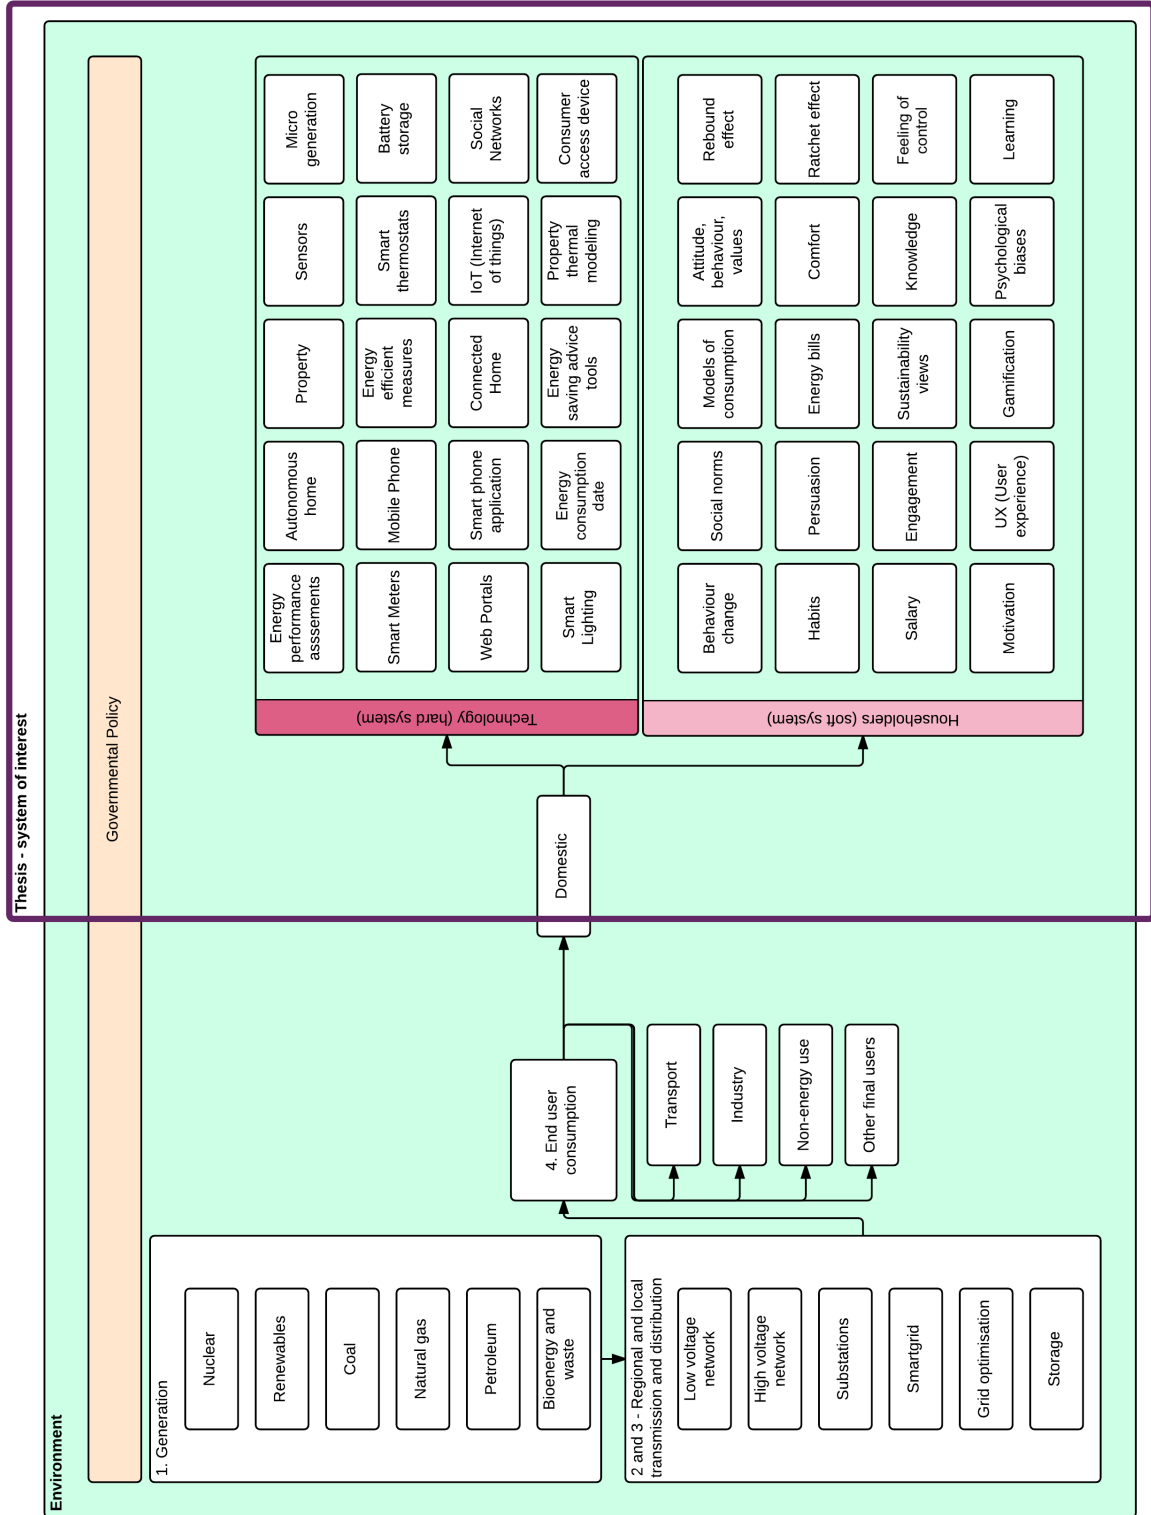 Thesis - system of interest
Environment
Governmental Policy
1. Generation
Nuclear
Renewables
Coal
Natural gas
Petroleum
Bioenergy and
waste
2 and 3 - Regional and local
transmission and distribution
Low voltage
network
High voltage
network
Substations
Smartgrid
Grid optimisation
Storage
4. End user
consumption
Transport
Industry
Non-energy use
Other final users
Domestic
Technology (hard system)
Energy
performance
asssements
Autonomous
home
Property
Sensors
Micro
generation
Smart Meters
Mobile Phone
Energy
efficient
measures
Smart
thermostats
Battery
storage
Web Portals
Smart phone
application
Connected
Home
IoT (Internet
of things)
Social
Networks
Smart
Lighting
Energy
consumption
date
Energy
saving advice
tools
Property
thermal
modeling
Consumer
access device
Householders (soft system)
Behaviour
change
Social norms
Models of
consumption
Attitude,
behaviour,
values
Rebound
effect
Habits
Persuasion
Energy bills
Comfort
Ratchet effect
Salary
Engagement
Sustainability
views
Knowledge
Feeling of
control
Motivation
UX (User
experience)
Gamification
Psychological
biases
Learning